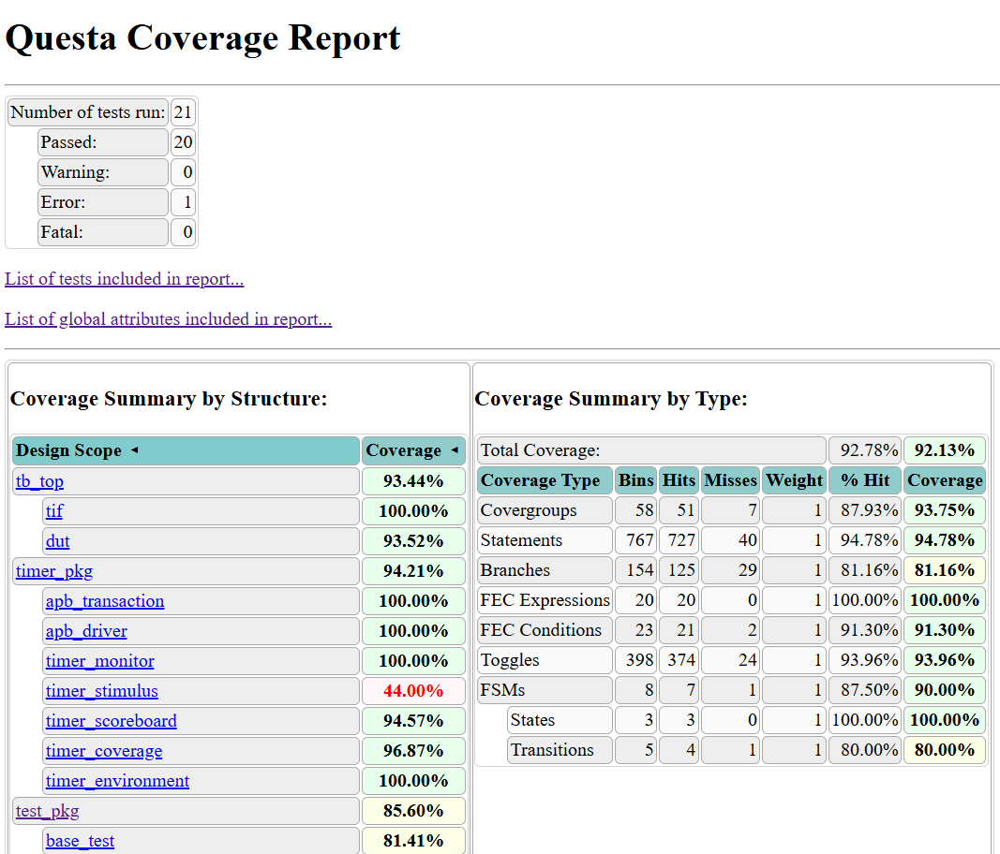 Questa Coverage Report
Number of tests run: 21
Passed: 20
Warning: 0
Error: 1
Fatal: 0
List of tests included in report...
List of global attributes included in report...
Coverage Summary by Structure:
Design Scope ◄ Coverage ◄
tb_top 93.44%
tif 100.00%
dut 93.52%
timer_pkg 94.21%
apb_transaction 100.00%
apb_driver 100.00%
timer_monitor 100.00%
timer_stimulus 44.00%
timer_scoreboard 94.57%
timer_coverage 96.87%
timer_environment 100.00%
test_pkg 85.60%
base_test 81.41%
Coverage Summary by Type:
Total Coverage: 92.78% 92.13%
Coverage Type Bins Hits Misses Weight % Hit Coverage
Covergroups 58 51 7 1 87.93% 93.75%
Statements 767 727 40 1 94.78% 94.78%
Branches 154 125 29 1 81.16% 81.16%
FEC Expressions 20 20 0 1 100.00% 100.00%
FEC Conditions 23 21 2 1 91.30% 91.30%
Toggles 398 374 24 1 93.96% 93.96%
FSMs 8 7 1 1 87.50% 90.00%
States 3 3 0 1 100.00% 100.00%
Transitions 5 4 1 1 80.00% 80.00%